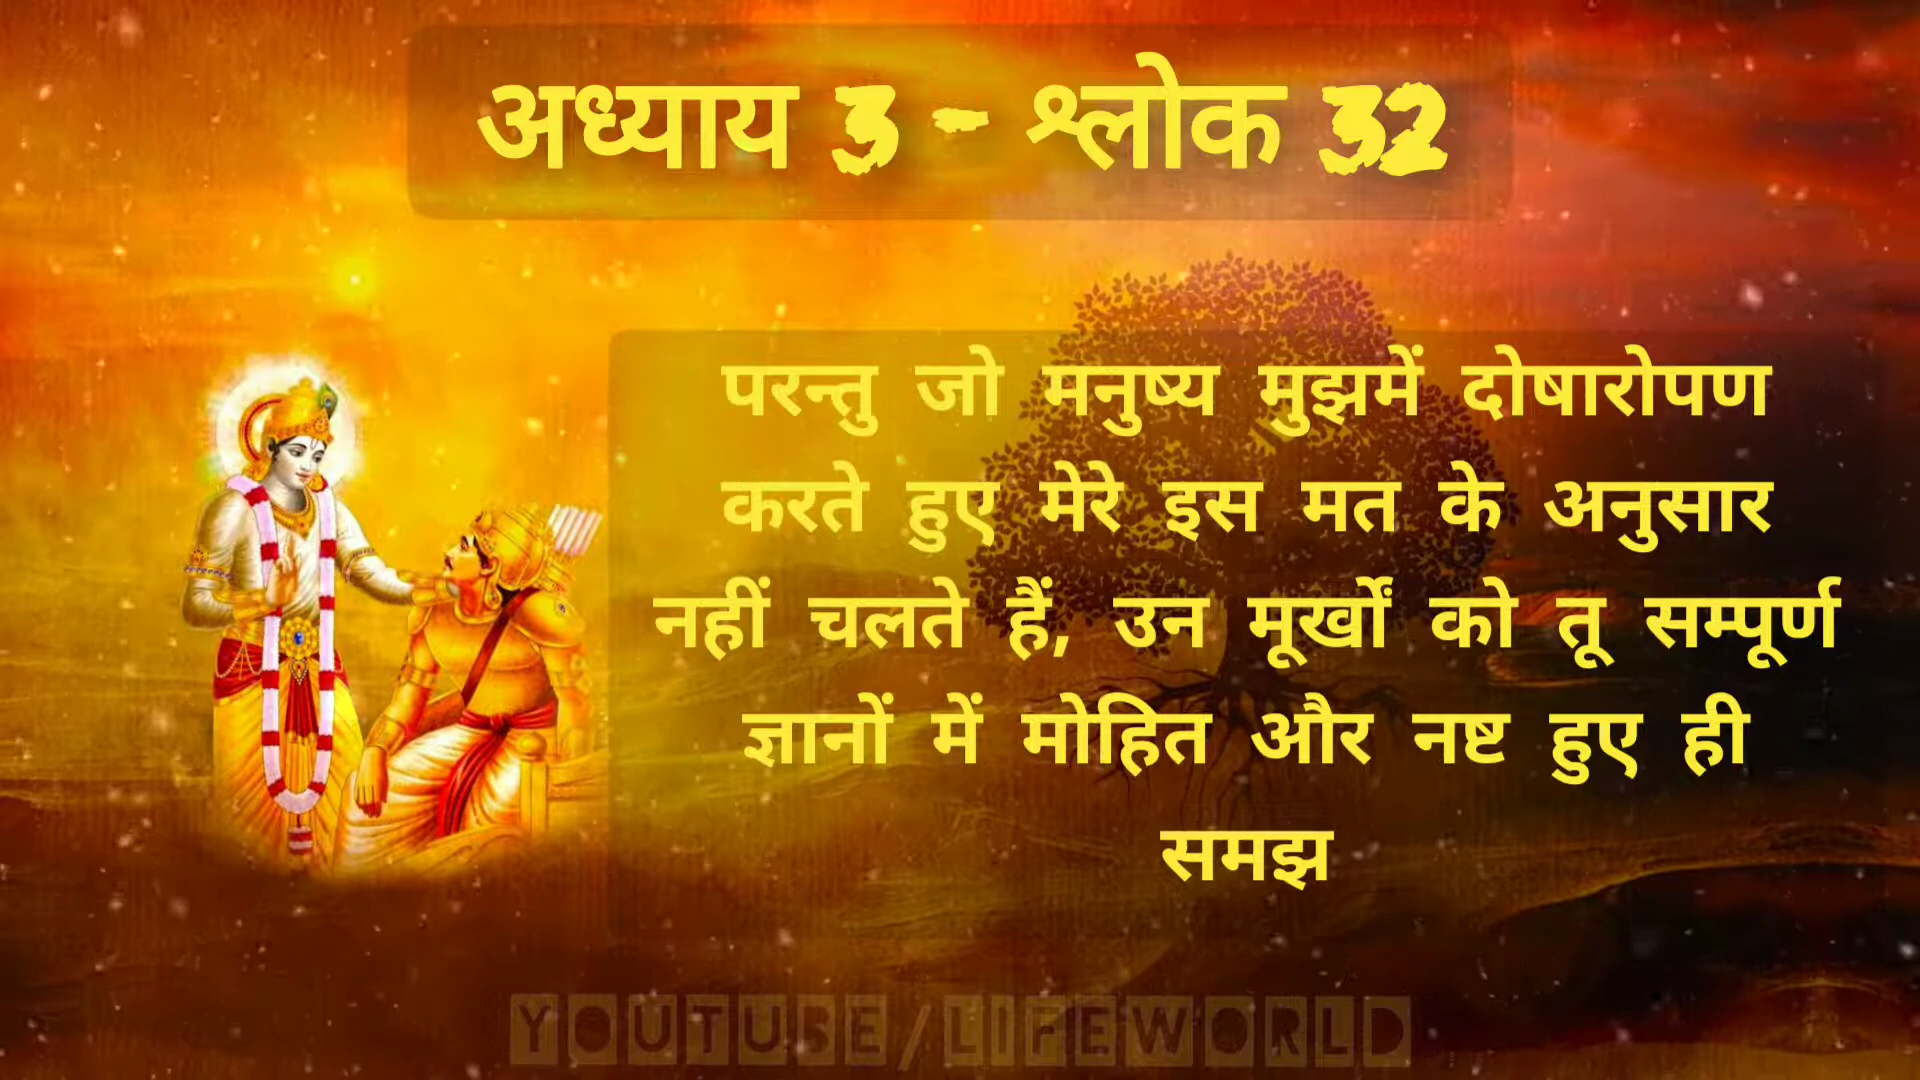 अध्याय 3 - श्लोक 32
परन्तु जो मनुष्य मुझमें दोषारोपण
करते हुए मेरे इस मत के अनुसार
नहीं चलते हैं, उन मूर्खों को तू सम्पूर्ण
ज्ञानों में मोहित और नष्ट हुए ही
समझ
YOUTUBE/LIFEWORLD